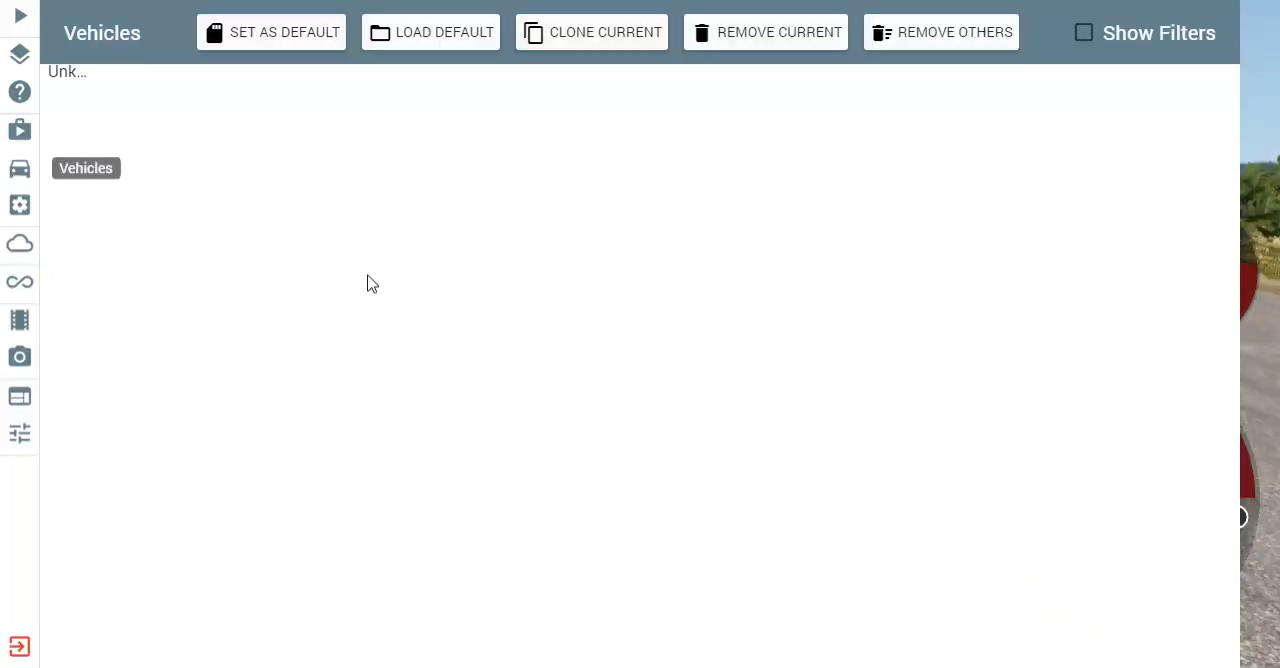 Vehicles
SET AS DEFAULT
LOAD DEFAULT
CLONE CURRENT
REMOVE CURRENT
REMOVE OTHERS
Show Filters
Unk...
Vehicles